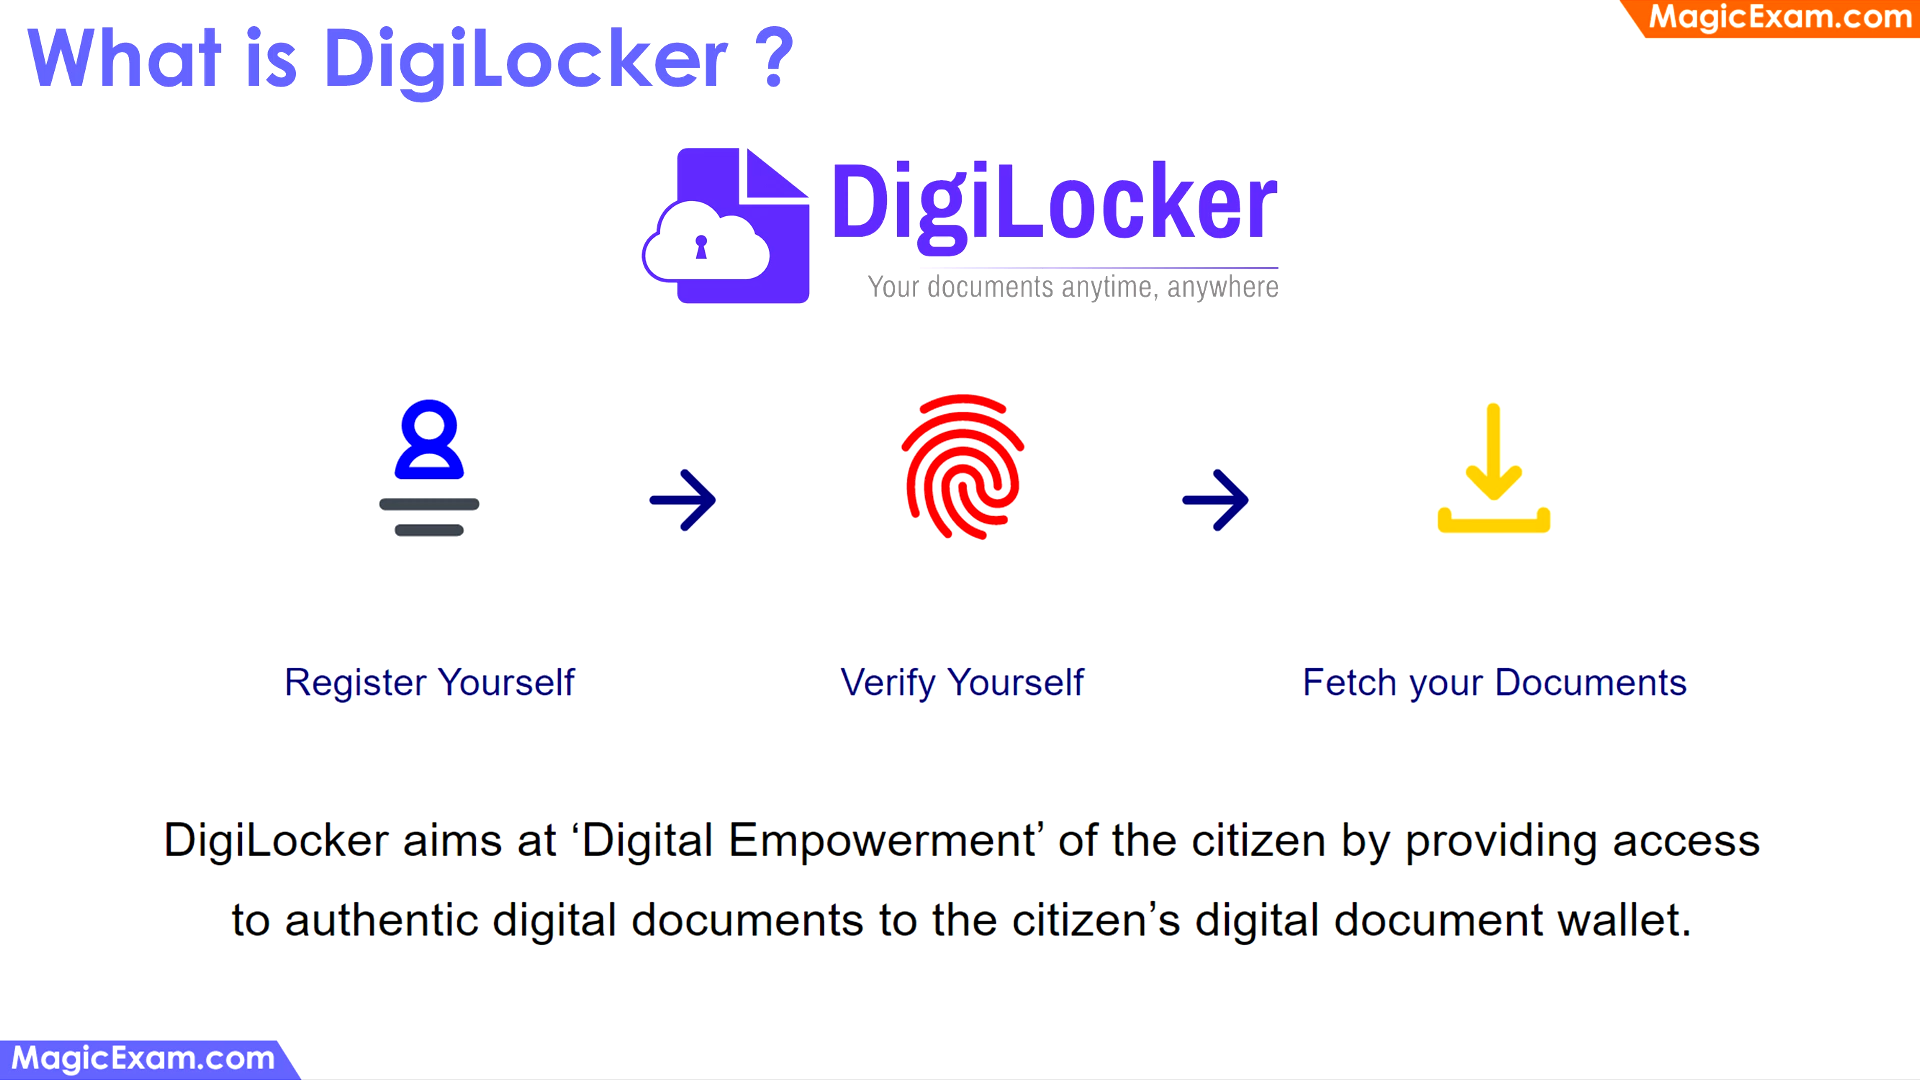 MagicExam.com
What is DigiLocker ?
DigiLocker
Your documents anytime, anywhere
Register Yourself
Verify Yourself
Fetch your Documents
DigiLocker aims at ‘Digital Empowerment’ of the citizen by providing access
to authentic digital documents to the citizen’s digital document wallet.
MagicExam.com